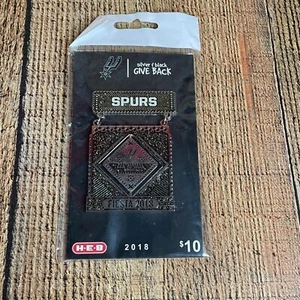 silver & black
GIVE BACK
SPURS
FIESTA 2018
H-E-B
2018
$10